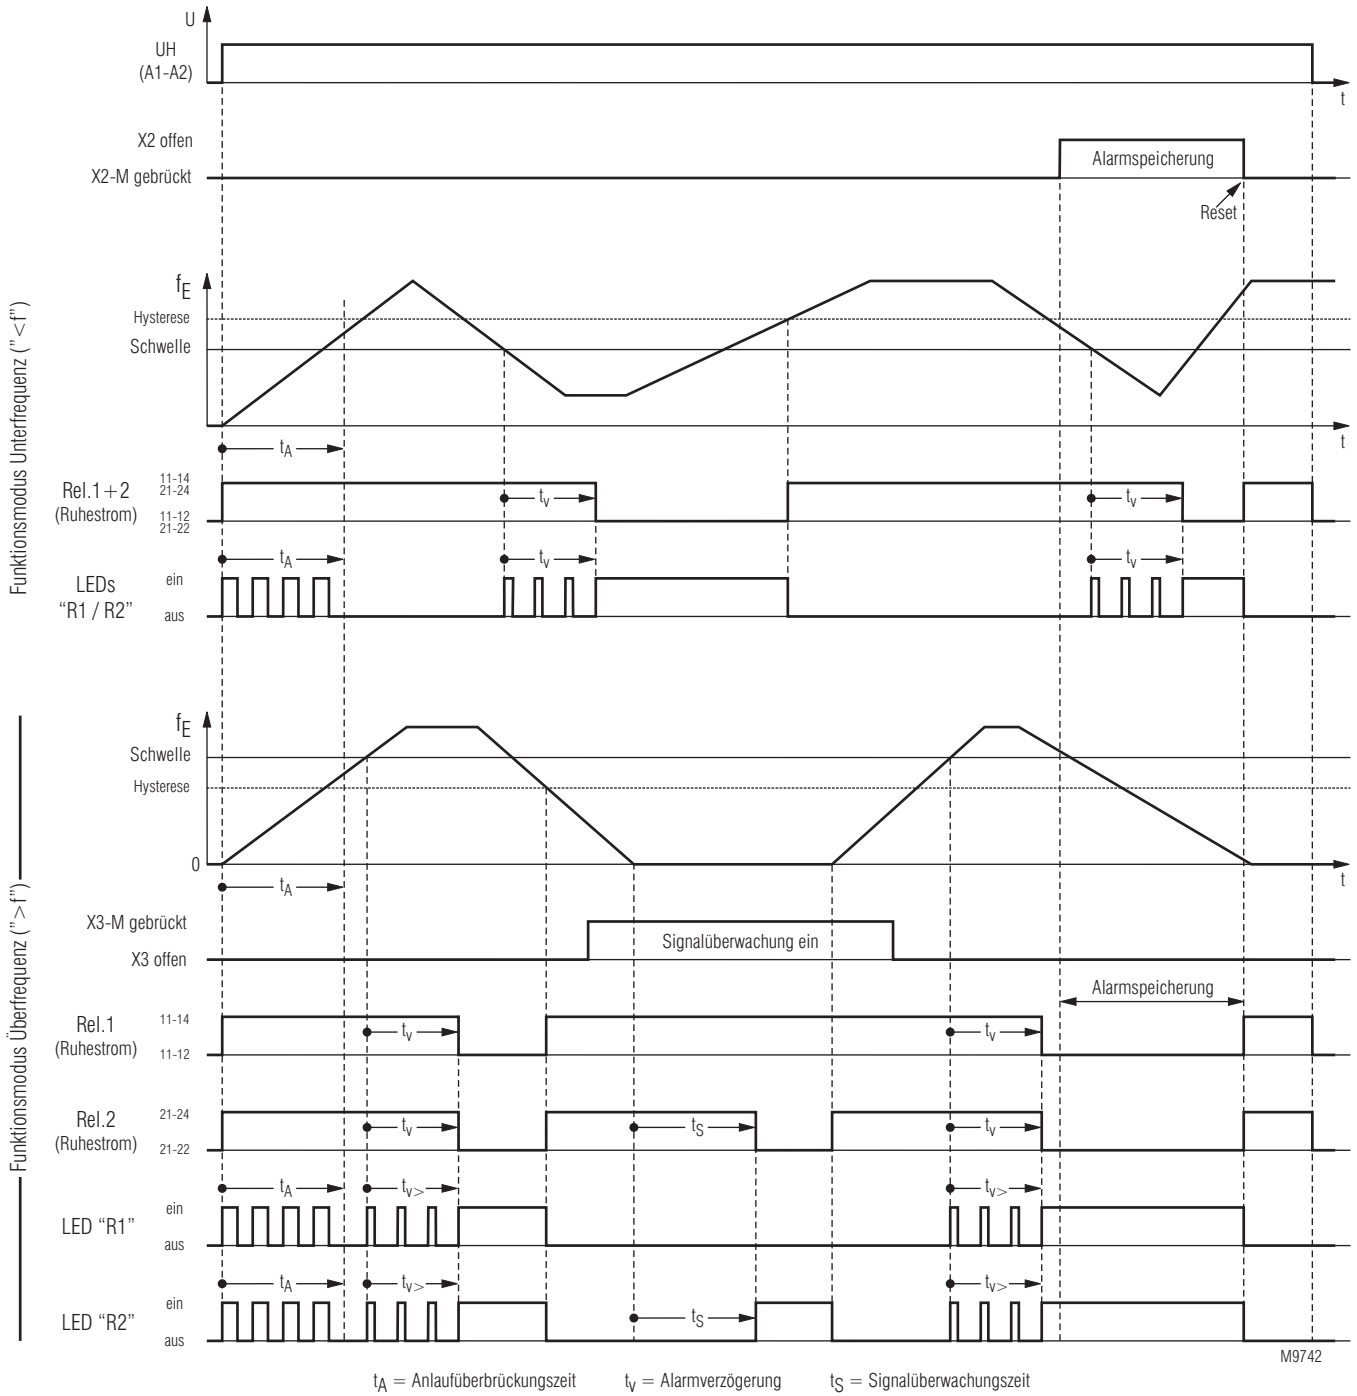 U
UH
(A1-A2)
t
X2 offen
Alarmspeicherung
X2-M gebrückt
Reset
Funktionsmodus Unterfrequenz ("<f")
fE
Hysterese
Schwelle
t
tA
Rel.1+2
(Ruhestrom)
11-14
21-24
11-12
21-22
tv
tv
tA
tv
tv
LEDs
"R1 / R2"
ein
aus
Funktionsmodus Überfrequenz (">f")
fE
Schwelle
Hysterese
0
t
tA
X3-M gebrückt
Signalüberwachung ein
X3 offen
Alarmspeicherung
Rel.1
(Ruhestrom)
11-14
11-12
tv
tv
Rel.2
(Ruhestrom)
21-24
21-22
tv
tS
tv
tA
tv>
tv>
LED “R1”
ein
aus
tA
tv>
tv>
LED “R2”
ein
aus
tS
M9742
tA = Anlaufüberbrückungszeit tv = Alarmverzögerung tS = Signalüberwachungszeit